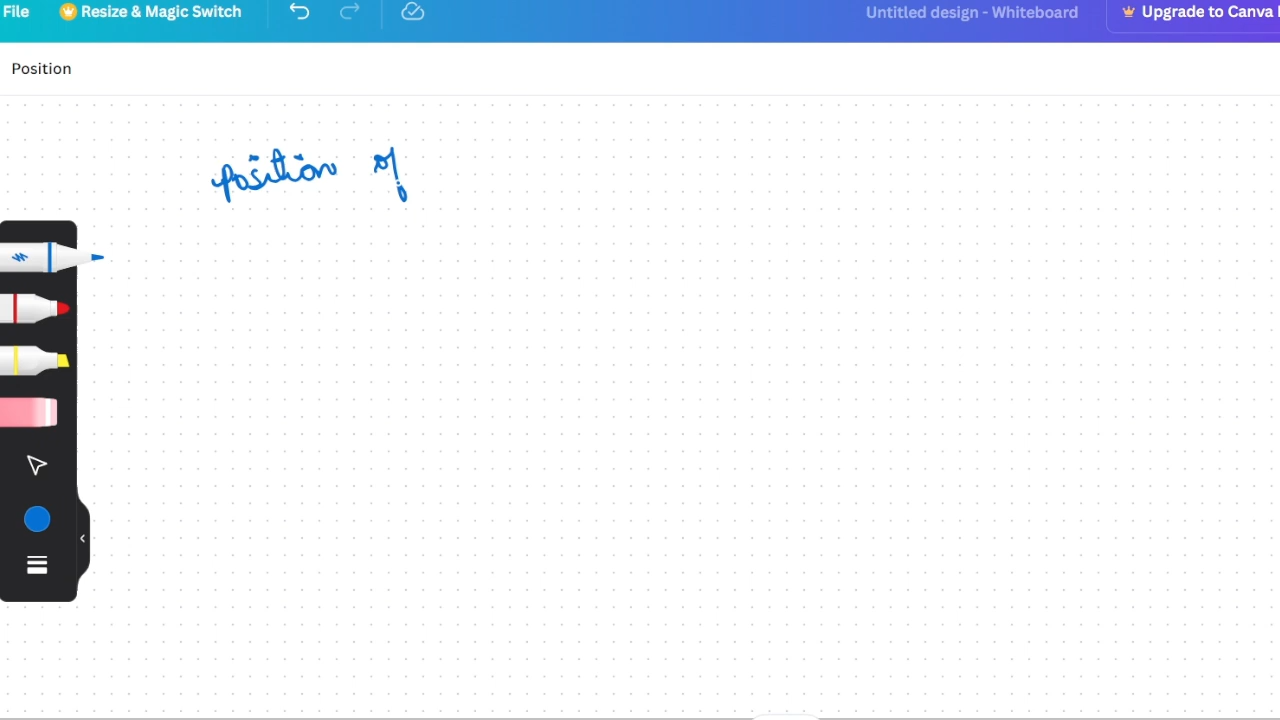 File Resize & Magic Switch Untitled design - Whiteboard Upgrade to Canva
Position
position of